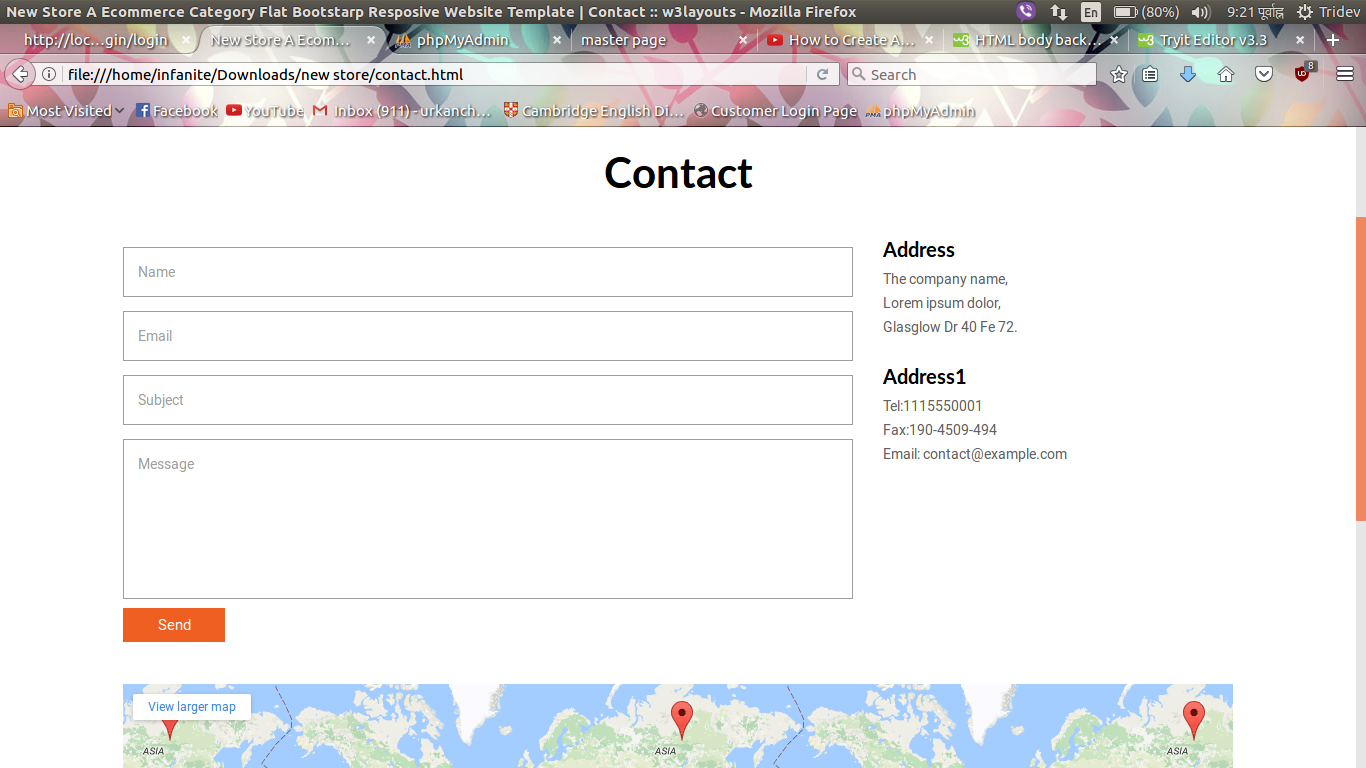 New Store A Ecommerce Category Flat Bootstarp Resposive Website Template | Contact :: w3layouts - Mozilla Firefox
En (80%) 9:21 पूर्वाह्न Tridev
http://loc...gin/login New Store A Ecom... phpMyAdmin master page How to Create A... HTML body back... Tryit Editor v3.3
file:///home/infanite/Downloads/new store/contact.html Search 8
Most Visited Facebook YouTube Inbox (911) - urkanch... Cambridge English Di... Customer Login Page PMA phpMyAdmin
Contact
Name
Email
Subject
Message
Send
Address
The company name,
Lorem ipsum dolor,
Glasglow Dr 40 Fe 72.
Address1
Tel:1115550001
Fax:190-4509-494
Email: contact@example.com
View larger map
ASIA ASIA ASIA